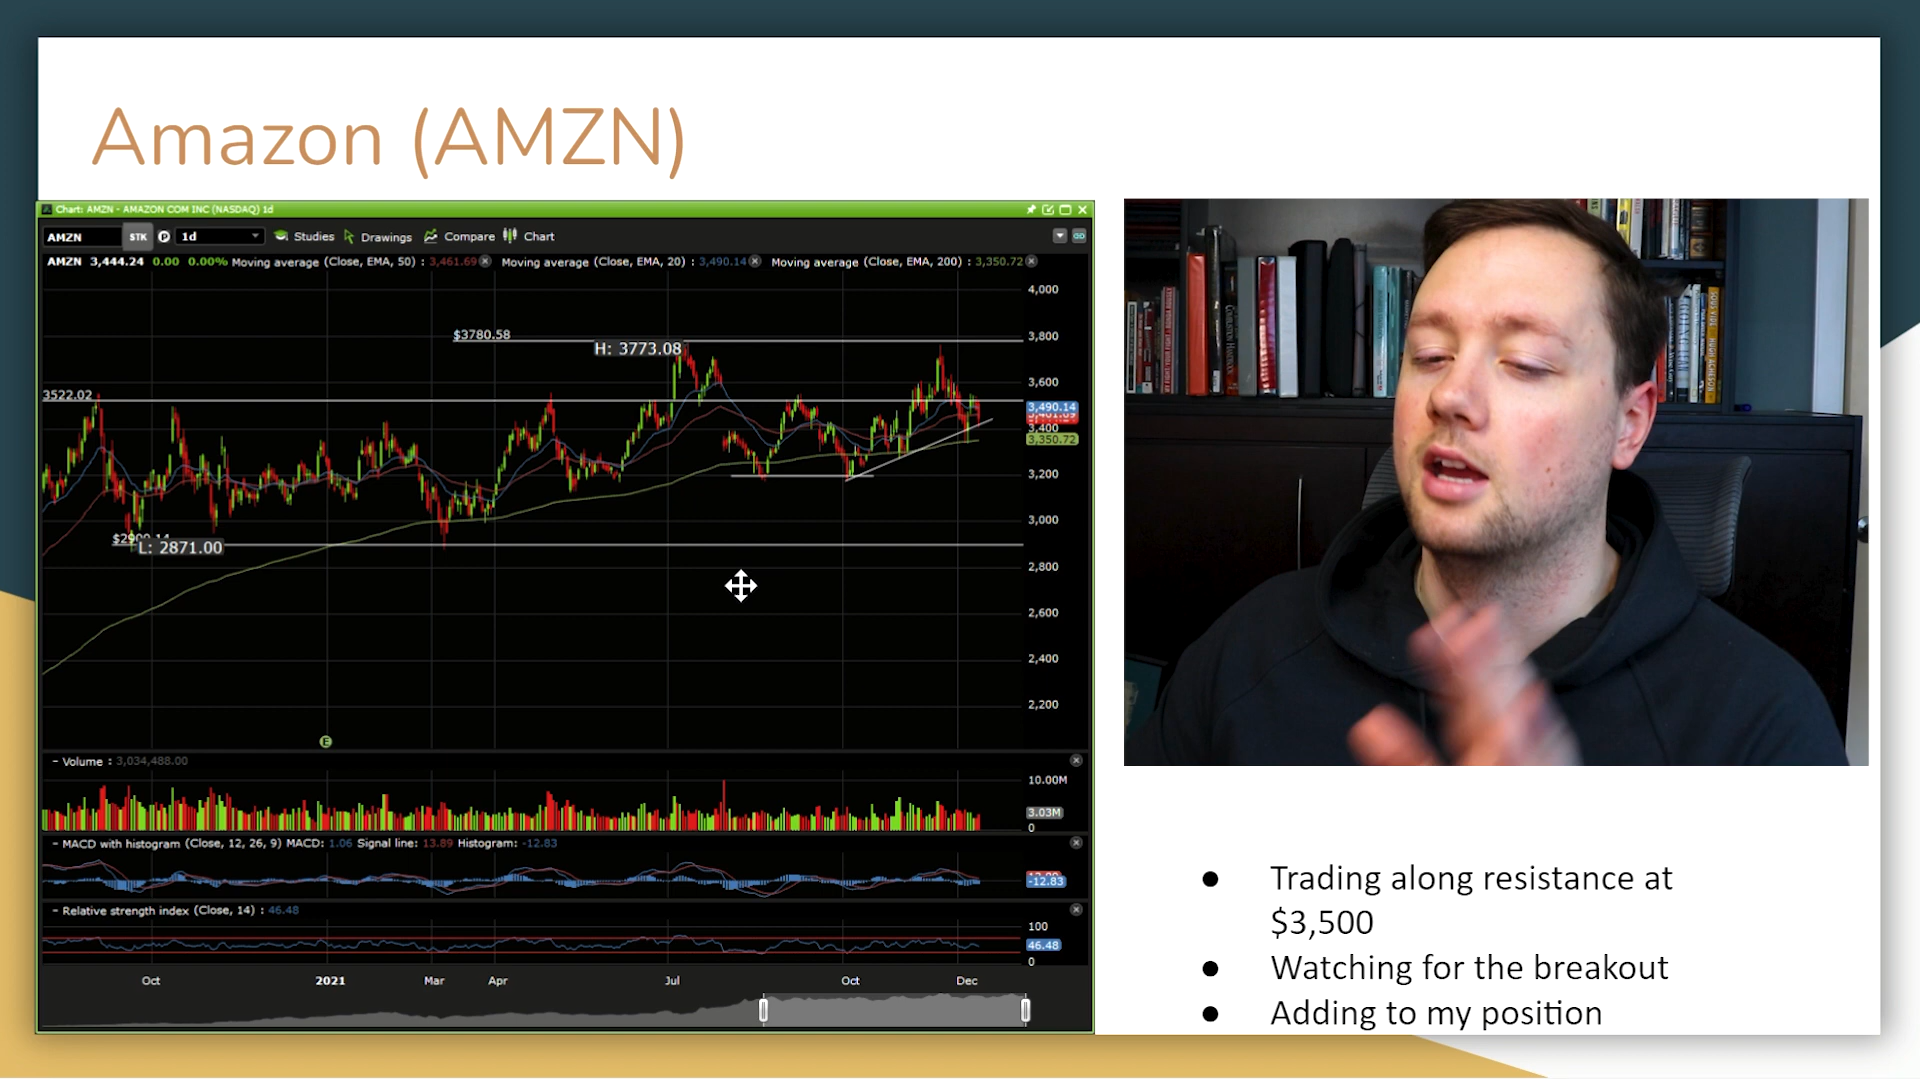 Amazon (AMZN)
Chart: AMZN - AMAZON COM INC (NASDAQ) 1d
AMZN STK P 1d Studies Drawings Compare Chart
AMZN 3,444.24 0.00 0.00% Moving average (Close, EMA, 50) : 3,461.69 Moving average (Close, EMA, 20) : 3,490.14 Moving average (Close, EMA, 200) : 3,350.72
4,000
$3780.58
3,800
H: 3773.08
3,600
3522.02
3,490.14
3,400
3,350.72
3,200
3,000
L: 2871.00
2,800
2,600
2,400
2,200
E
- Volume : 3,034,488.00
10.00M
3.03M
0
- MACD with histogram (Close, 12, 26, 9) MACD: 1.06 Signal line: 13.89 Histogram: -12.83
-12.83
- Relative strength index (Close, 14) : 46.48
100
46.48
0
Oct 2021 Mar Apr Jul Oct Dec
● Trading along resistance at
$3,500
● Watching for the breakout
● Adding to my position